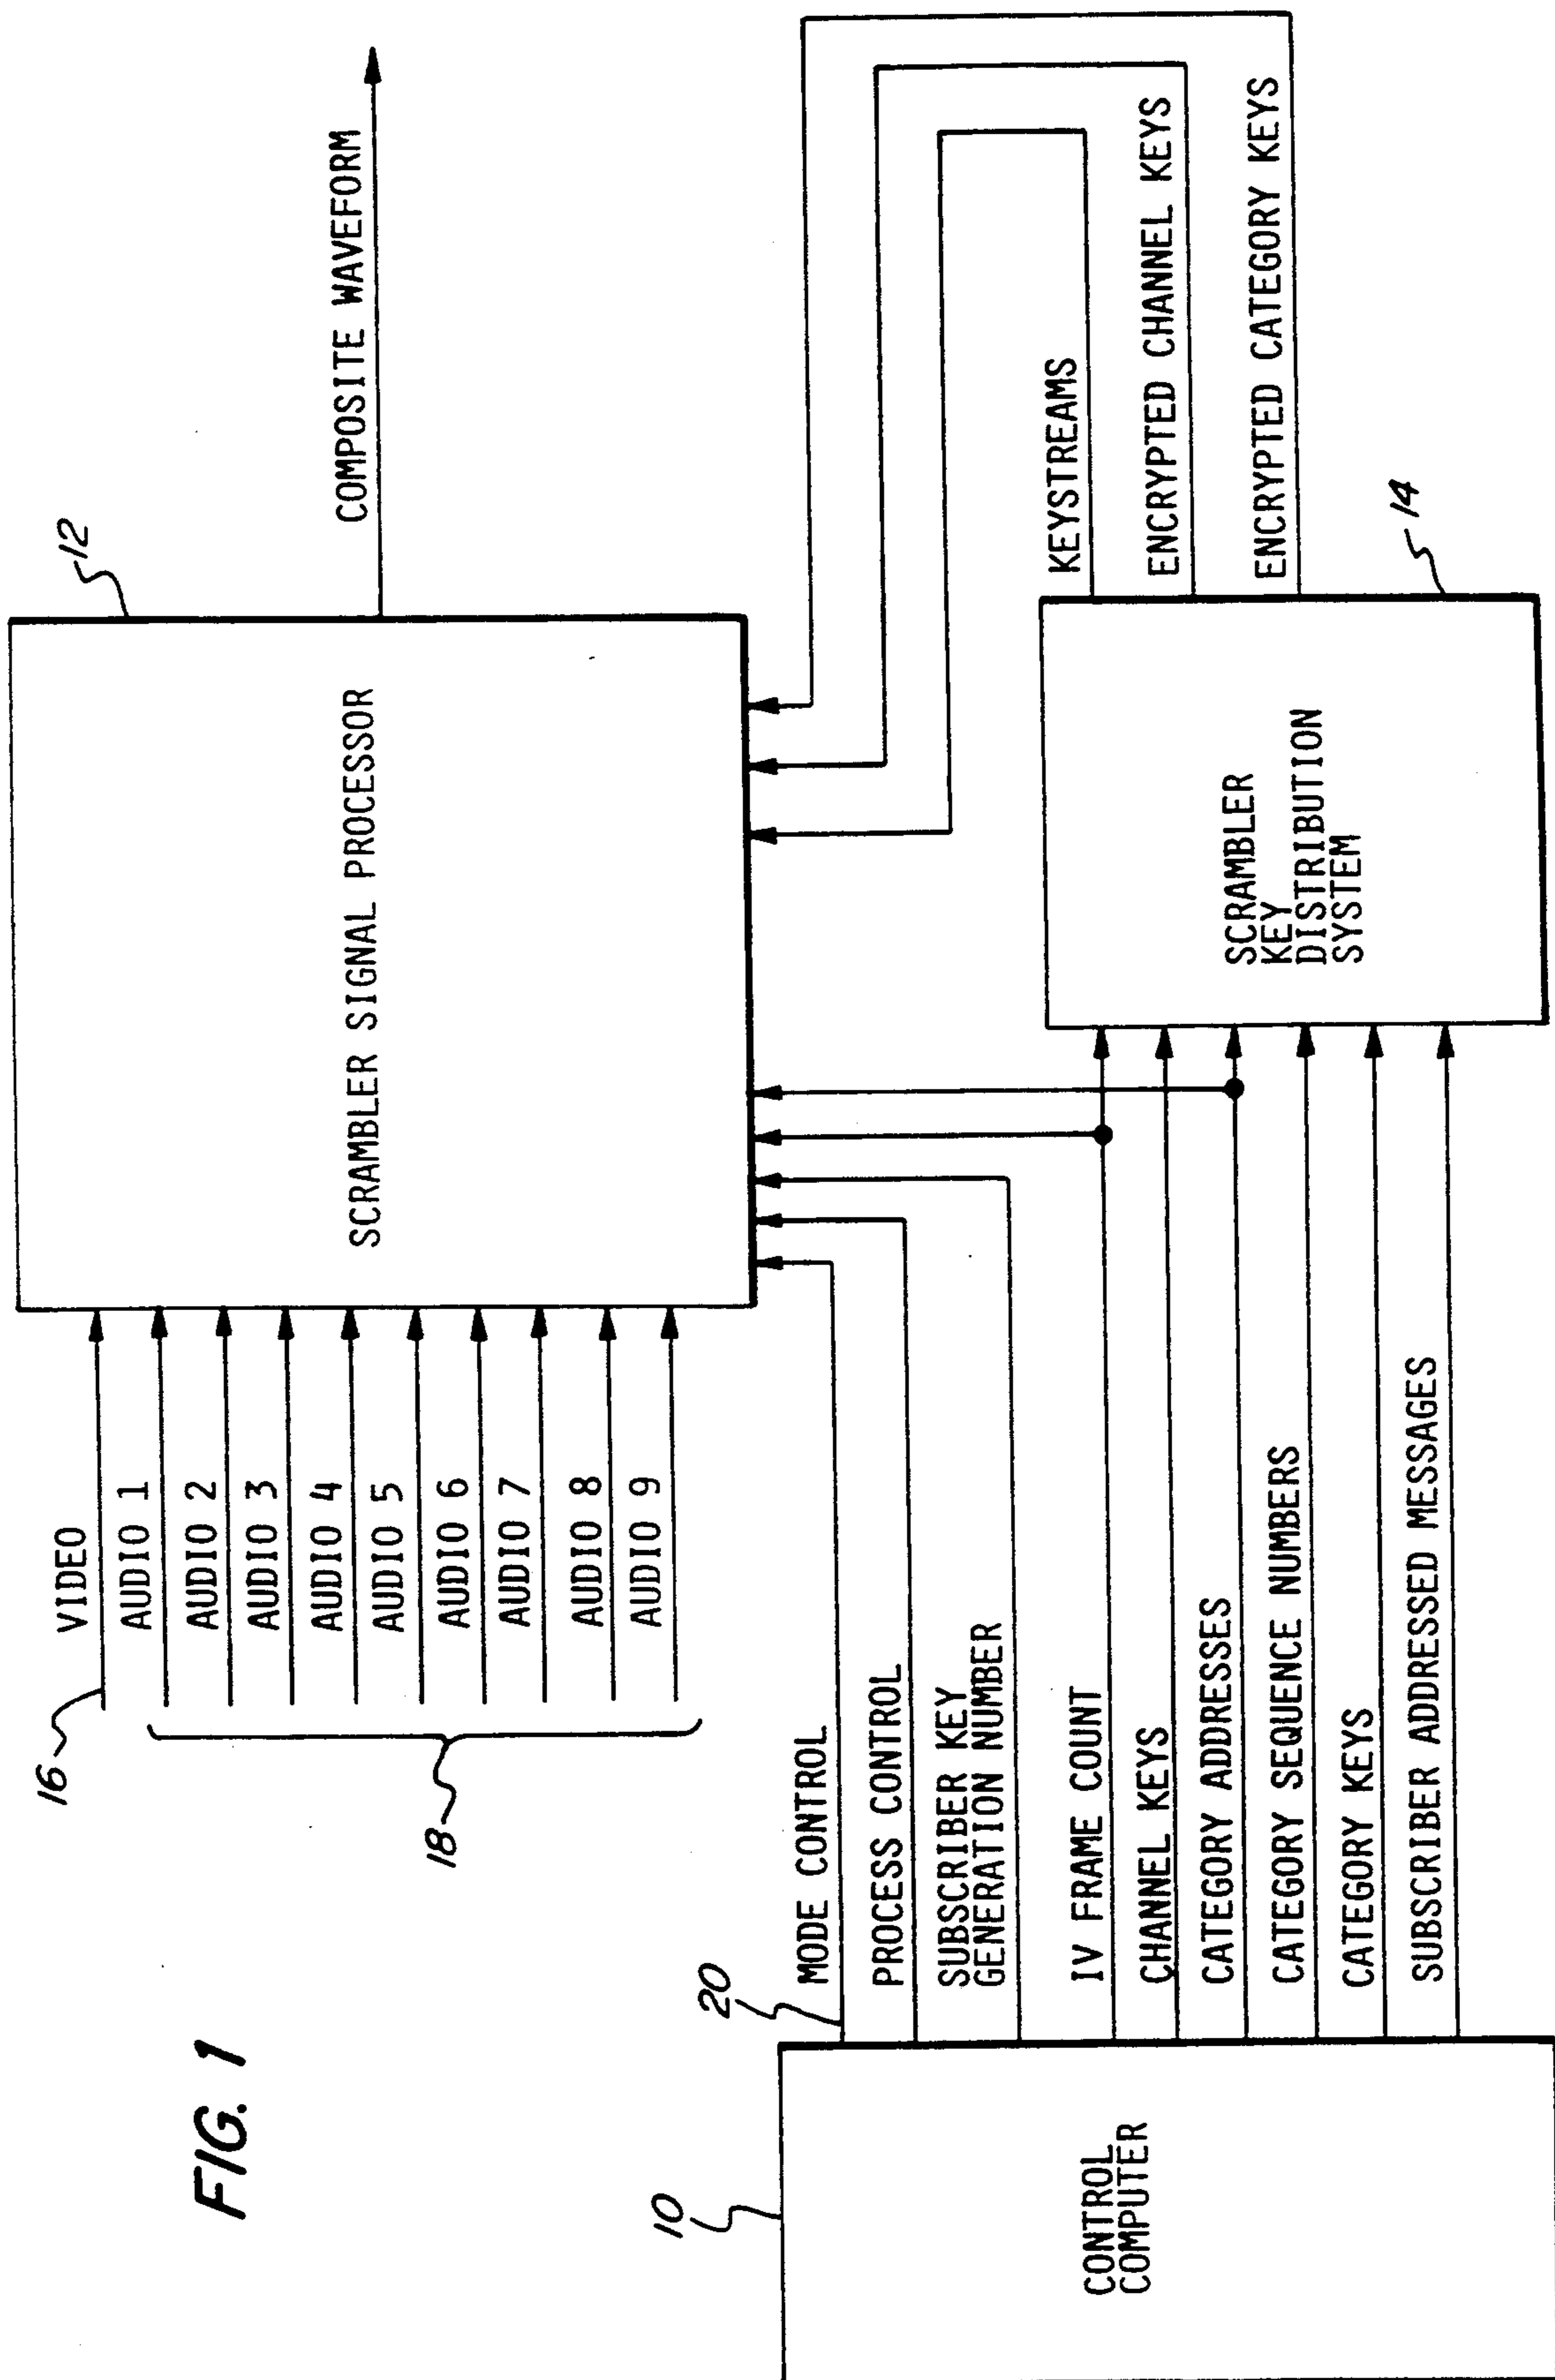 FIG. 1
16
VIDEO
AUDIO 1
AUDIO 2
AUDIO 3
AUDIO 4
AUDIO 5
AUDIO 6
AUDIO 7
AUDIO 8
AUDIO 9
18
12
SCRAMBLER SIGNAL PROCESSOR
COMPOSITE WAVEFORM
10
CONTROL
COMPUTER
20
MODE CONTROL
PROCESS CONTROL
SUBSCRIBER KEY
GENERATION NUMBER
IV FRAME COUNT
CHANNEL KEYS
CATEGORY ADDRESSES
CATEGORY SEQUENCE NUMBERS
CATEGORY KEYS
SUBSCRIBER ADDRESSED MESSAGES
SCRAMBLER
KEY
DISTRIBUTION
SYSTEM
14
KEYSTREAMS
ENCRYPTED CHANNEL KEYS
ENCRYPTED CATEGORY KEYS